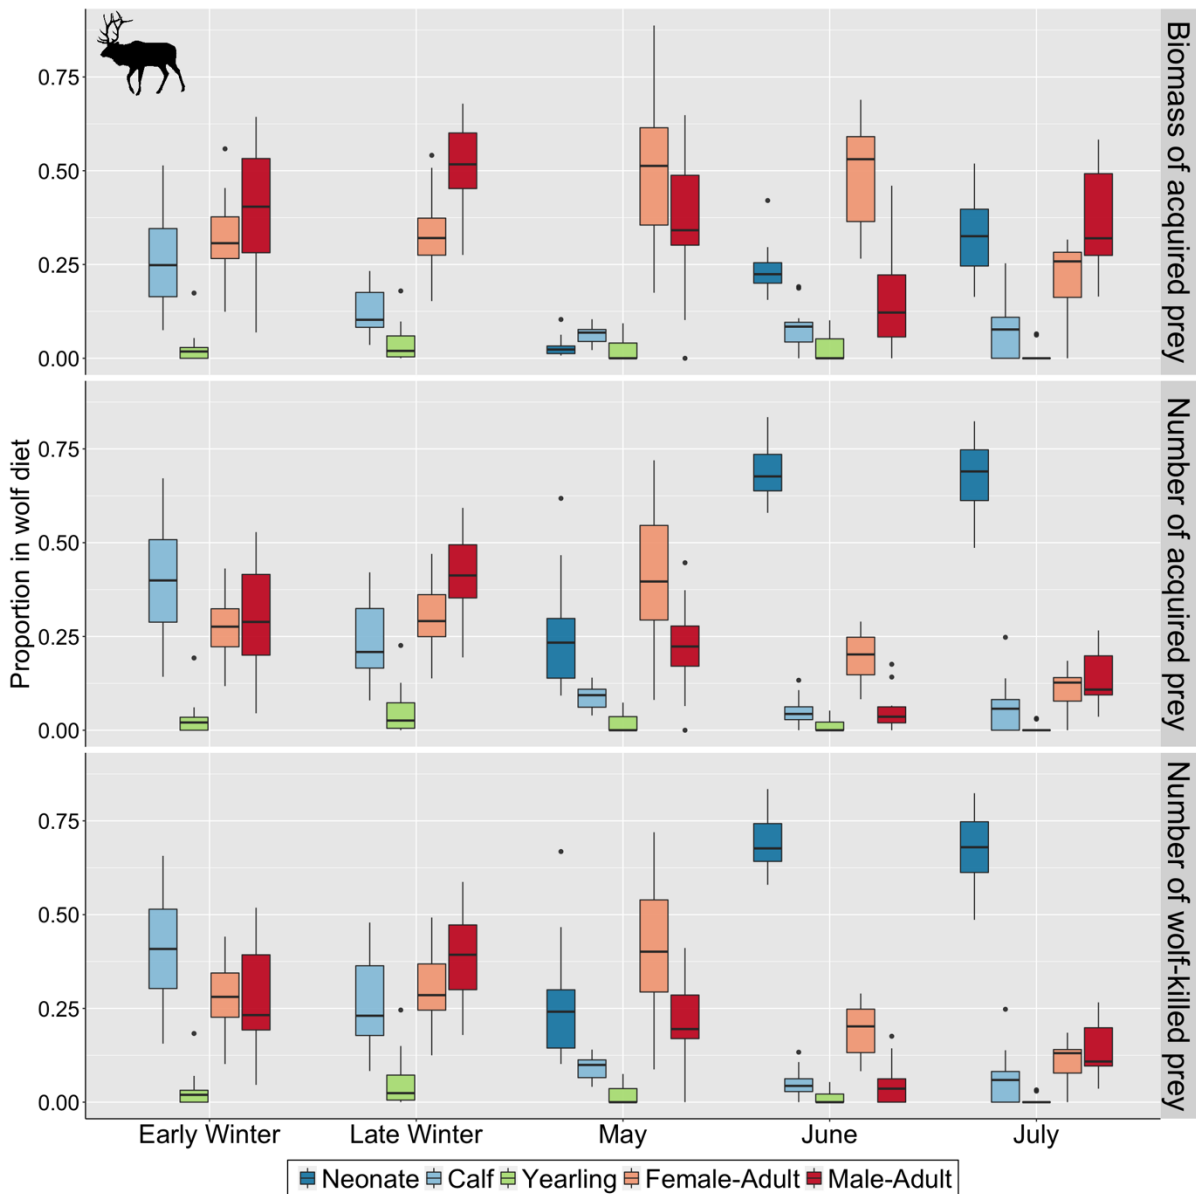 Biomass of acquired prey
0.75
0.50
0.25
0.00
Number of acquired prey
0.75
0.50
0.25
0.00
Proportion in wolf diet
Number of wolf-killed prey
0.75
0.50
0.25
0.00
Early Winter Late Winter May June July
Neonate Calf Yearling Female-Adult Male-Adult